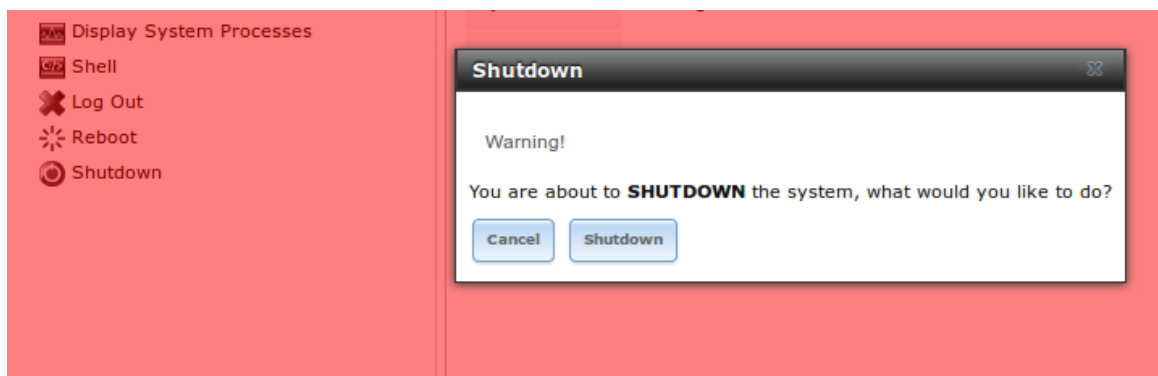 Display System Processes
Shell
Log Out
Reboot
Shutdown
Shutdown
Warning!
You are about to SHUTDOWN the system, what would you like to do?
Cancel
Shutdown